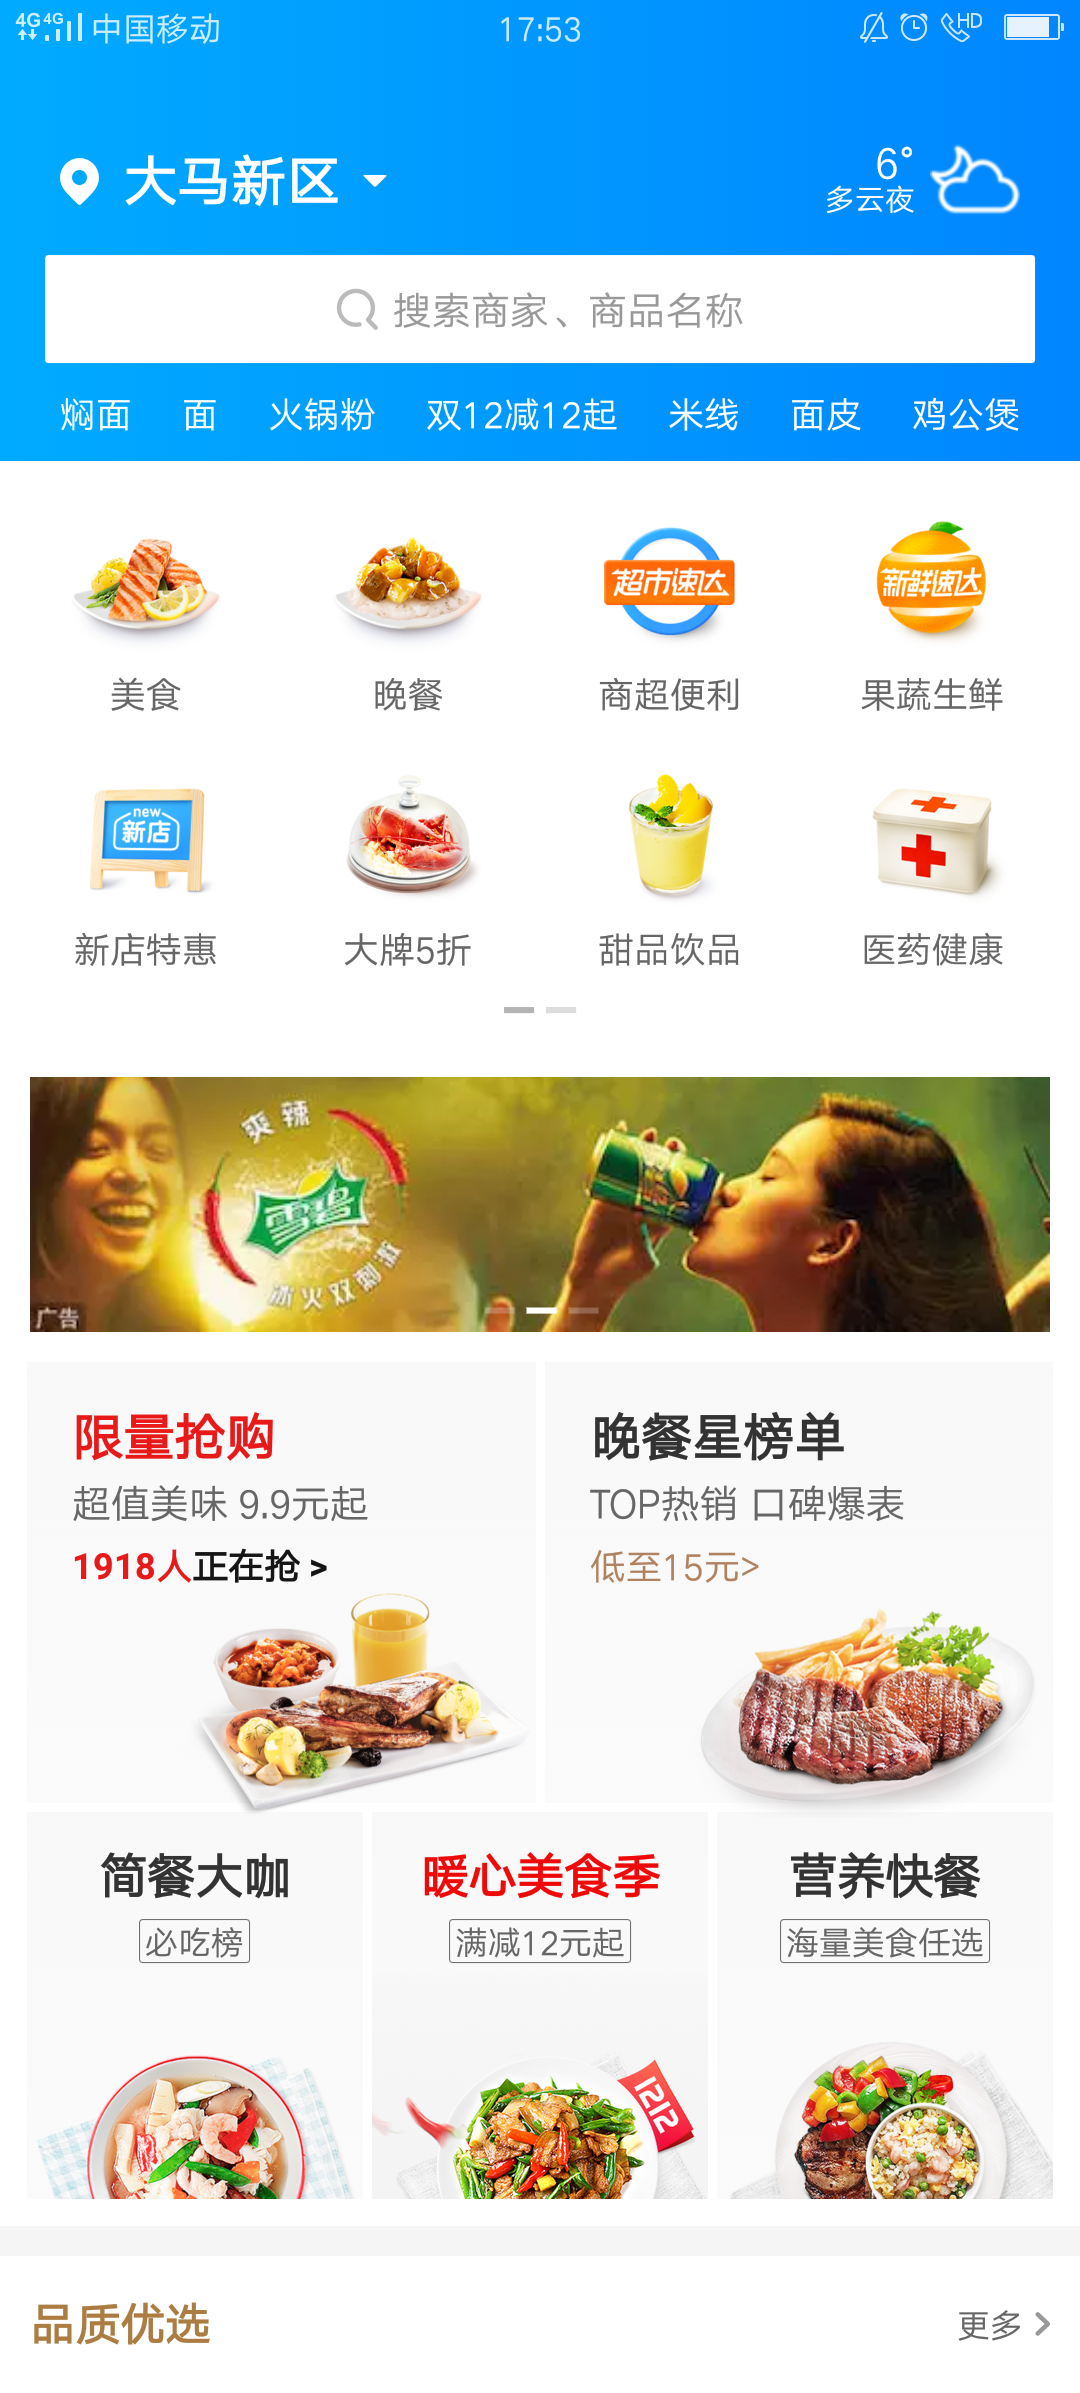 4G 4G 中国移动 17:53 HD
大马新区 6°
多云夜
搜索商家、商品名称
焖面 面 火锅粉 双12减12起 米线 面皮 鸡公煲
超市速达 新鲜速达
美食 晚餐 商超便利 果蔬生鲜
new
新店
新店特惠 大牌5折 甜品饮品 医药健康
爽辣
雪碧
冰火双刺激
广告
限量抢购 晚餐星榜单
超值美味 9.9元起 TOP热销 口碑爆表
1918人正在抢 > 低至15元>
简餐大咖 暖心美食季 营养快餐
必吃榜 满减12元起 海量美食任选
1212
品质优选 更多 >